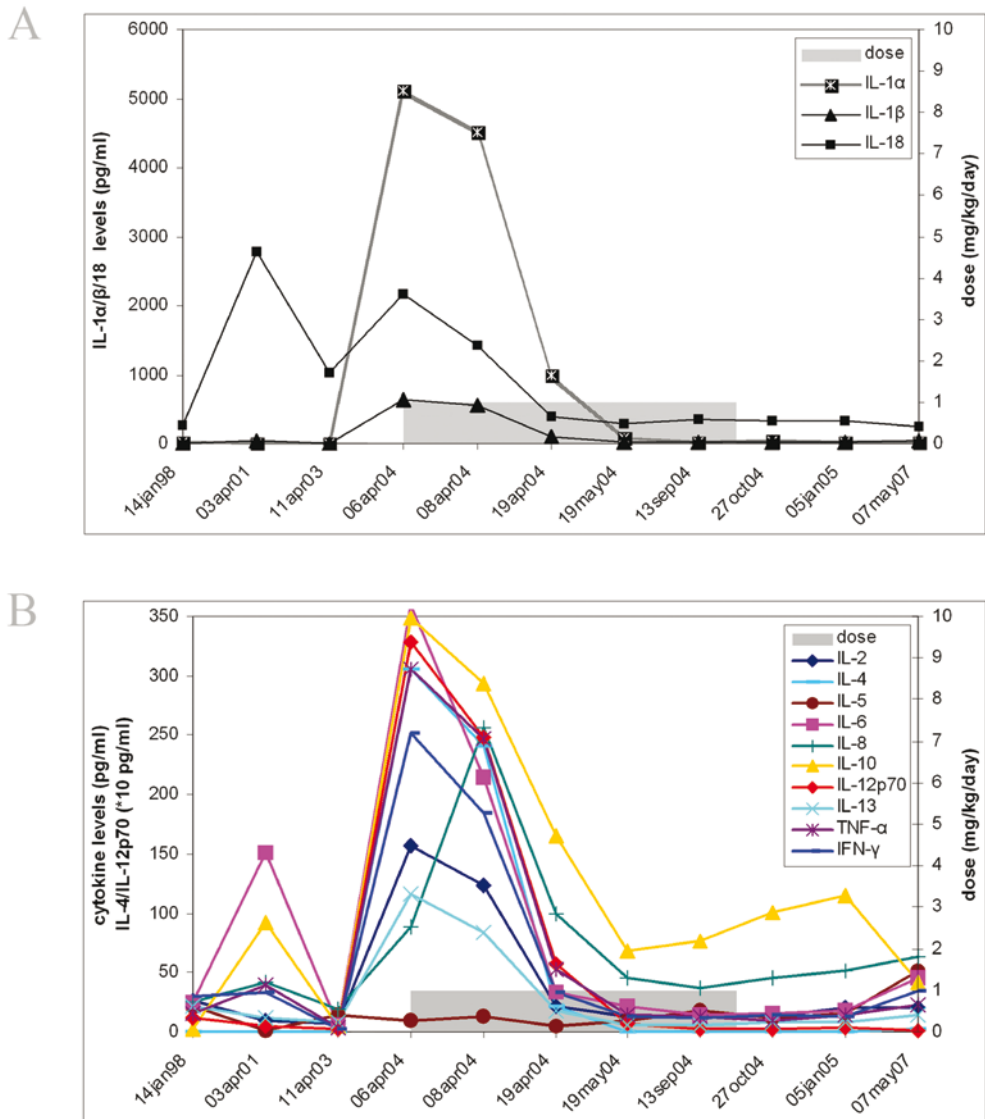 A
6000
5000
4000
3000
2000
1000
0
IL-1α/β/18 levels (pg/ml)
10
9
8
7
6
5
4
3
2
1
0
dose (mg/kg/day)
dose
IL-1α
IL-1β
IL-18
14jan98
03apr01
11apr03
06apr04
08apr04
19apr04
19may04
13sep04
27oct04
05jan05
07may07
B
350
300
250
200
150
100
50
0
cytokine levels (pg/ml)
IL-4/IL-12p70 (*10 pg/ml)
10
9
8
7
6
5
4
3
2
1
0
dose (mg/kg/day)
dose
IL-2
IL-4
IL-5
IL-6
IL-8
IL-10
IL-12p70
IL-13
TNF-α
IFN-γ
14jan98
03apr01
11apr03
06apr04
08apr04
19apr04
19may04
13sep04
27oct04
05jan05
07may07